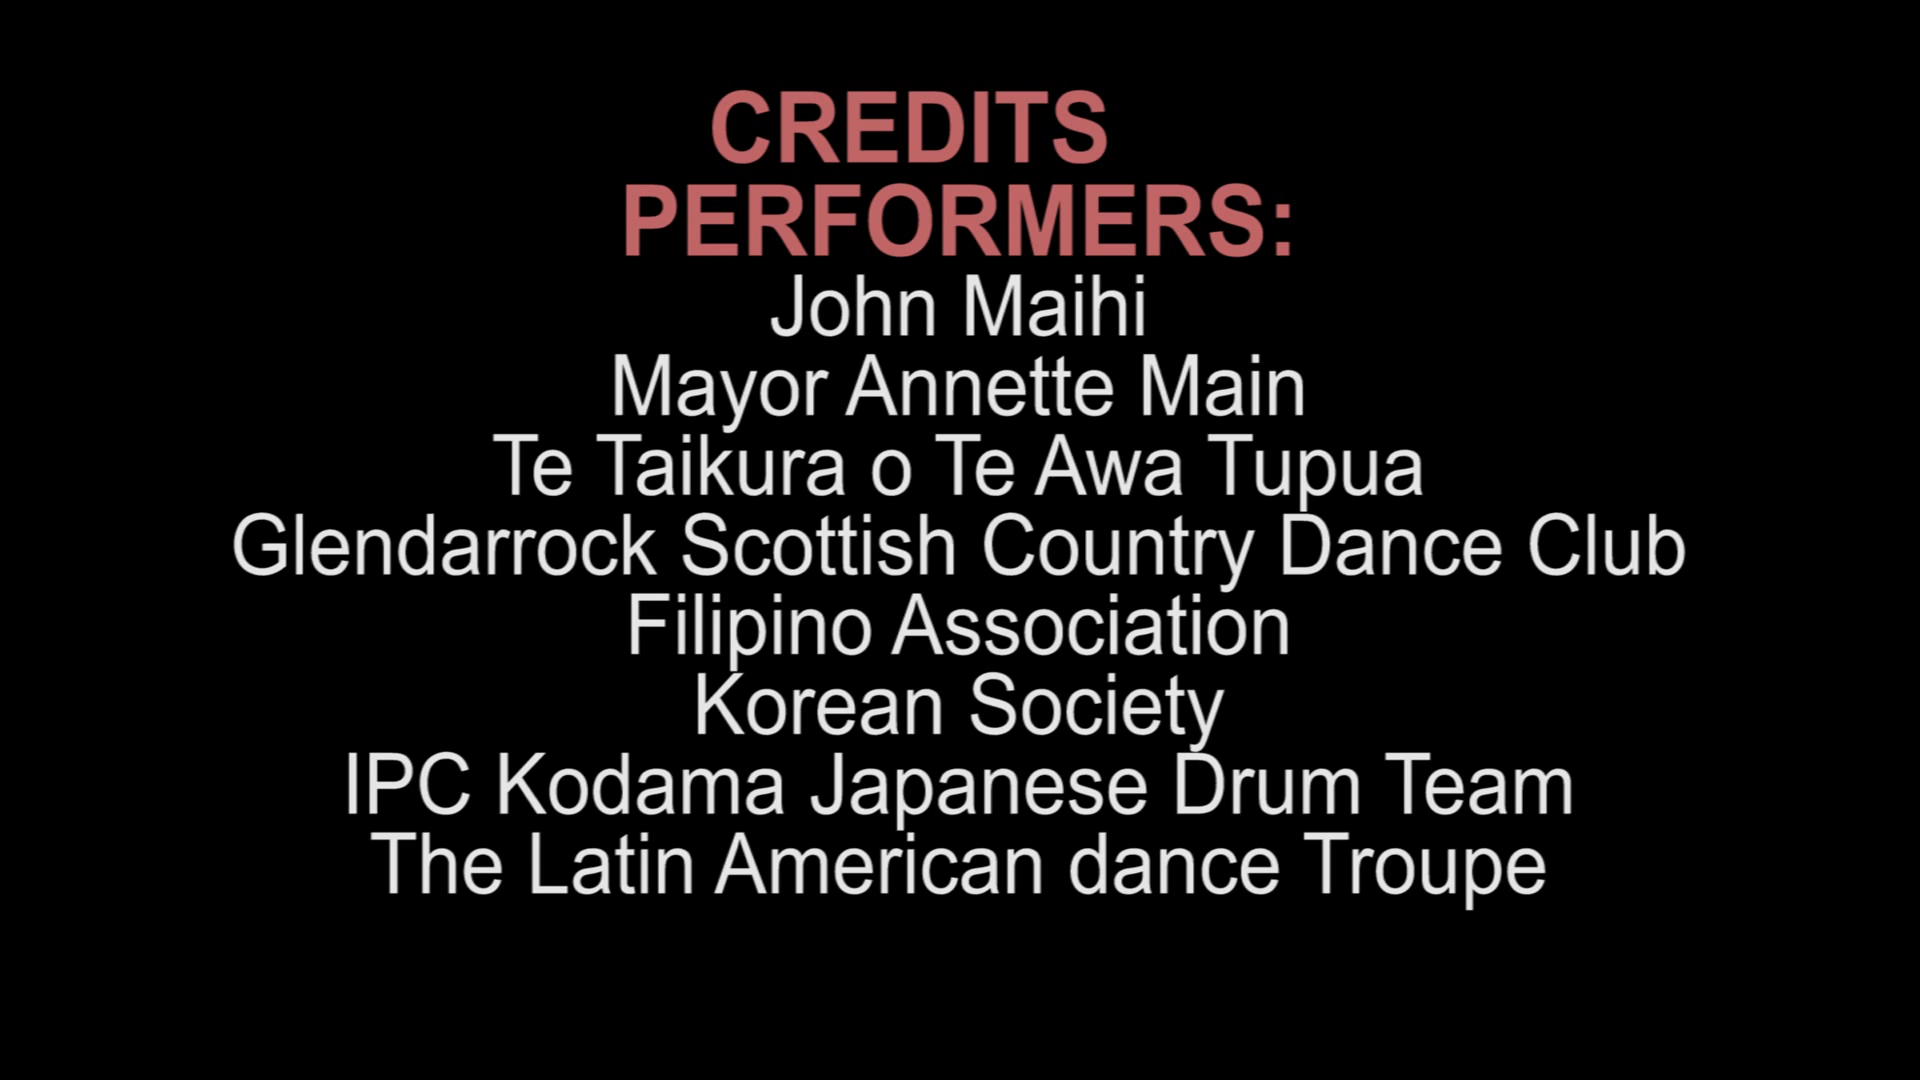 CREDITS
PERFORMERS:
John Maihi
Mayor Annette Main
Te Taikura o Te Awa Tupua
Glendarrock Scottish Country Dance Club
Filipino Association
Korean Society
IPC Kodama Japanese Drum Team
The Latin American dance Troupe